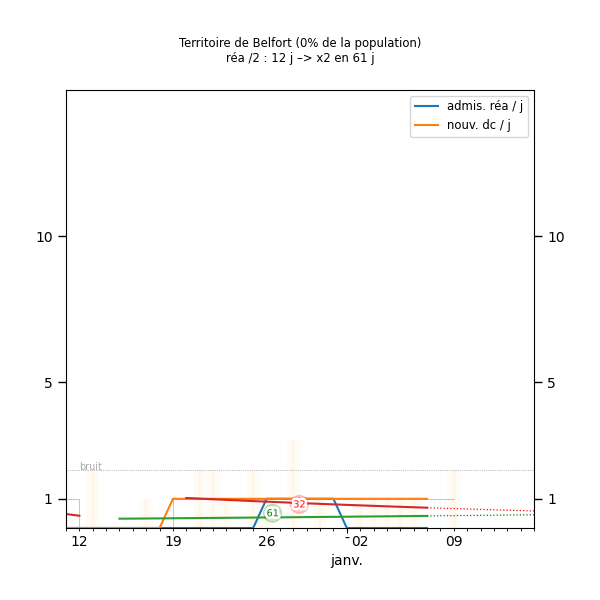 Territoire de Belfort (0% de la population)
réa /2 : 12 j –> x2 en 61 j
admis. réa / j
nouv. dc / j
10
10
5
5
bruit
1
1
32
61
12
19
26
02
09
janv.